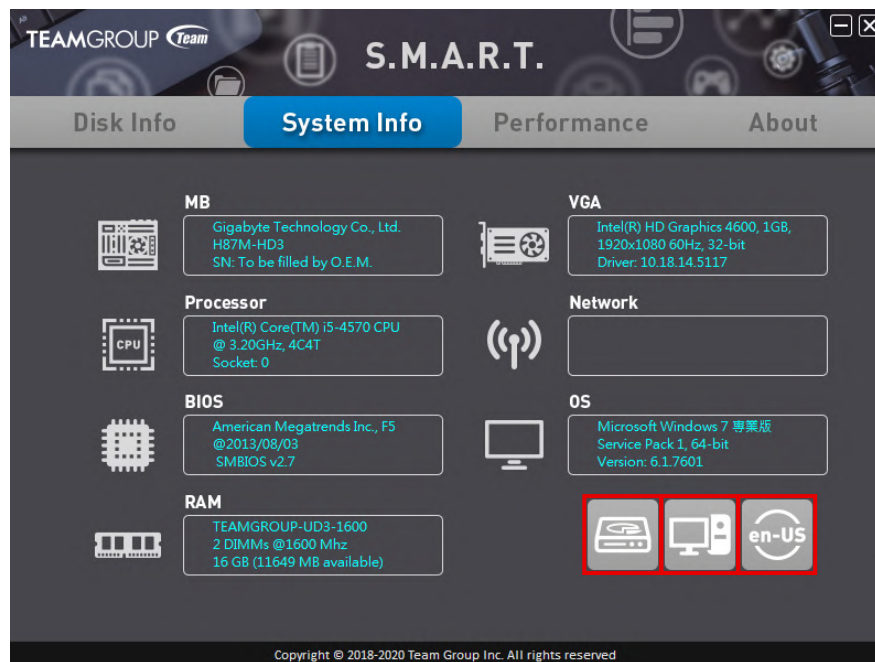 TEAMGROUP Team
S.M.A.R.T.
Disk Info System Info Performance About
MB
Gigabyte Technology Co., Ltd.
H87M-HD3
SN: To be filled by O.E.M.
VGA
Intel(R) HD Graphics 4600, 1GB,
1920x1080 60Hz, 32-bit
Driver: 10.18.14.5117
Processor
Intel(R) Core(TM) i5-4570 CPU
@ 3.20GHz, 4C4T
Socket: 0
CPU
Network
BIOS
American Megatrends Inc., F5
@2013/08/03
SMBIOS v2.7
OS
Microsoft Windows 7 專業版
Service Pack 1, 64-bit
Version: 6.1.7601
RAM
TEAMGROUP-UD3-1600
2 DIMMs @1600 Mhz
16 GB (11649 MB available)
en-US
Copyright © 2018-2020 Team Group Inc. All rights reserved